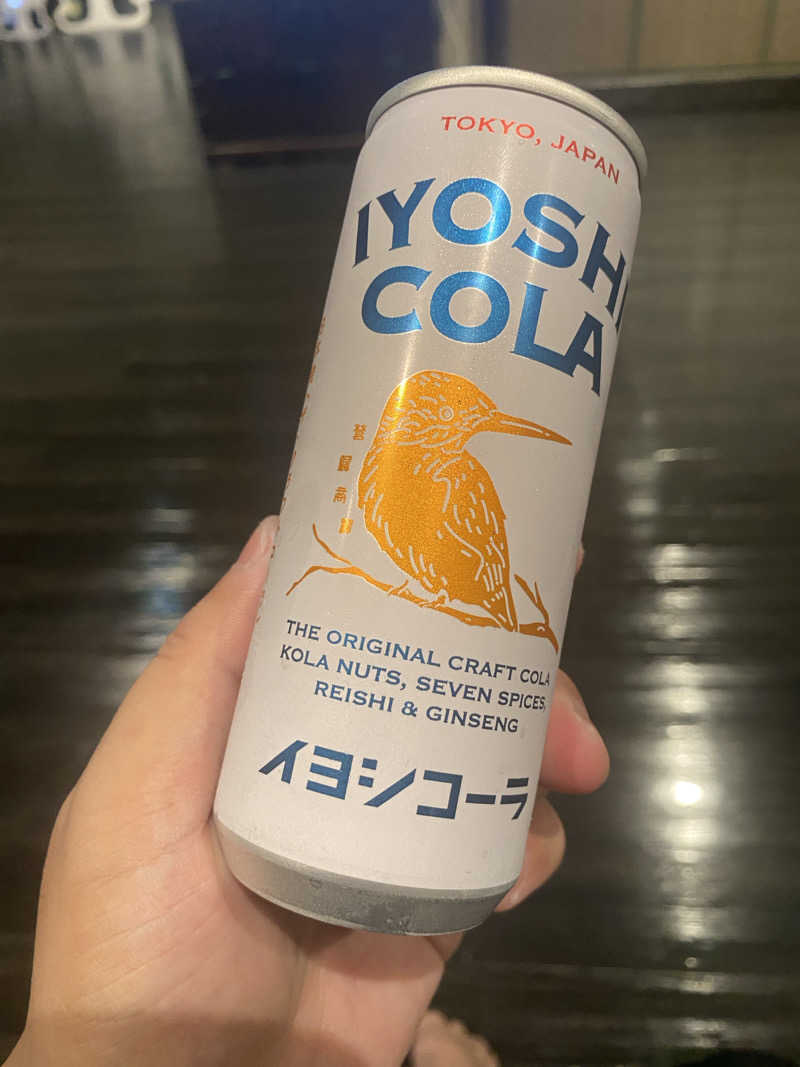 TOKYO, JAPAN
IYOSHI
COLA
THE ORIGINAL CRAFT COLA
KOLA NUTS, SEVEN SPICES,
REISHI & GINSENG
イヨシコーラ